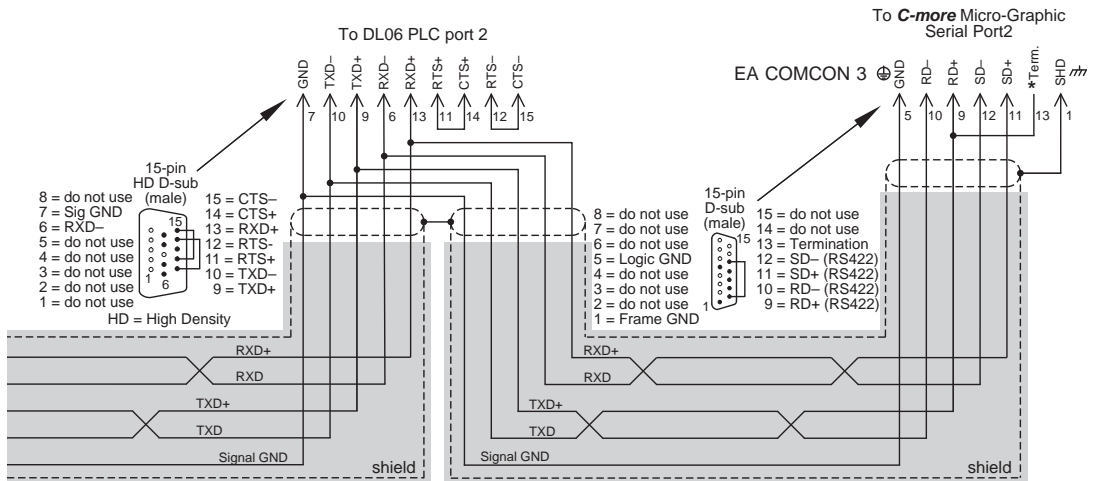 To C-more Micro-Graphic
Serial Port2
To DL06 PLC port 2
EA COMCON 3
GND
TXD–
TXD+
RXD–
RXD+
RTS+
CTS+
RTS–
CTS–
7
10
9
6
13
11
14
12
15
GND
RD–
RD+
SD–
SD+
*Term.
SHD
5
10
9
12
11
13
1
15-pin
HD D-sub
(male)
8 = do not use
7 = Sig GND
6 = RXD–
5 = do not use
4 = do not use
3 = do not use
2 = do not use
1 = do not use
15
1
6
15 = CTS–
14 = CTS+
13 = RXD+
12 = RTS-
11 = RTS+
10 = TXD–
9 = TXD+
HD = High Density
8 = do not use
7 = do not use
6 = do not use
5 = Logic GND
4 = do not use
3 = do not use
2 = do not use
1 = Frame GND
15-pin
D-sub
(male)
15
1
15 = do not use
14 = do not use
13 = Termination
12 = SD– (RS422)
11 = SD+ (RS422)
10 = RD– (RS422)
9 = RD+ (RS422)
RXD+
RXD
TXD+
TXD
Signal GND
shield
RXD+
RXD
TXD+
TXD
Signal GND
shield